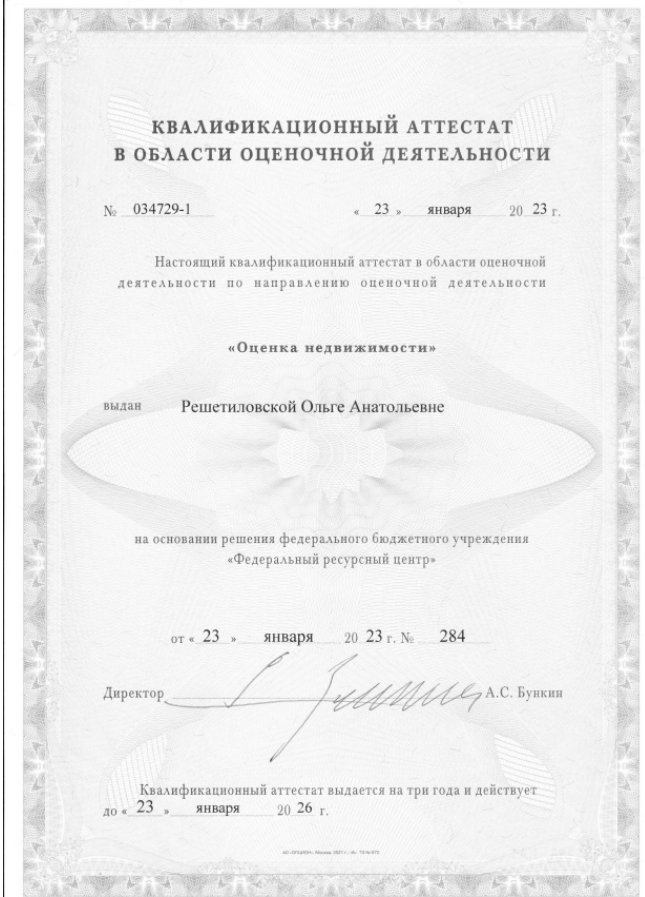 КВАЛИФИКАЦИОННЫЙ АТТЕСТАТ
В ОБЛАСТИ ОЦЕНОЧНОЙ ДЕЯТЕЛЬНОСТИ
№ 034729-1 « 23 » января 20 23 г.
Настоящий квалификационный аттестат в области оценочной
деятельности по направлению оценочной деятельности
«Оценка недвижимости»
выдан Решетиловской Ольге Анатольевне
на основании решения федерального бюджетного учреждения
«Федеральный ресурсный центр»
от « 23 » января 20 23 г. № 284
Директор А.С. Бункин
Квалификационный аттестат выдается на три года и действует
до « 23 » января 20 26 г.